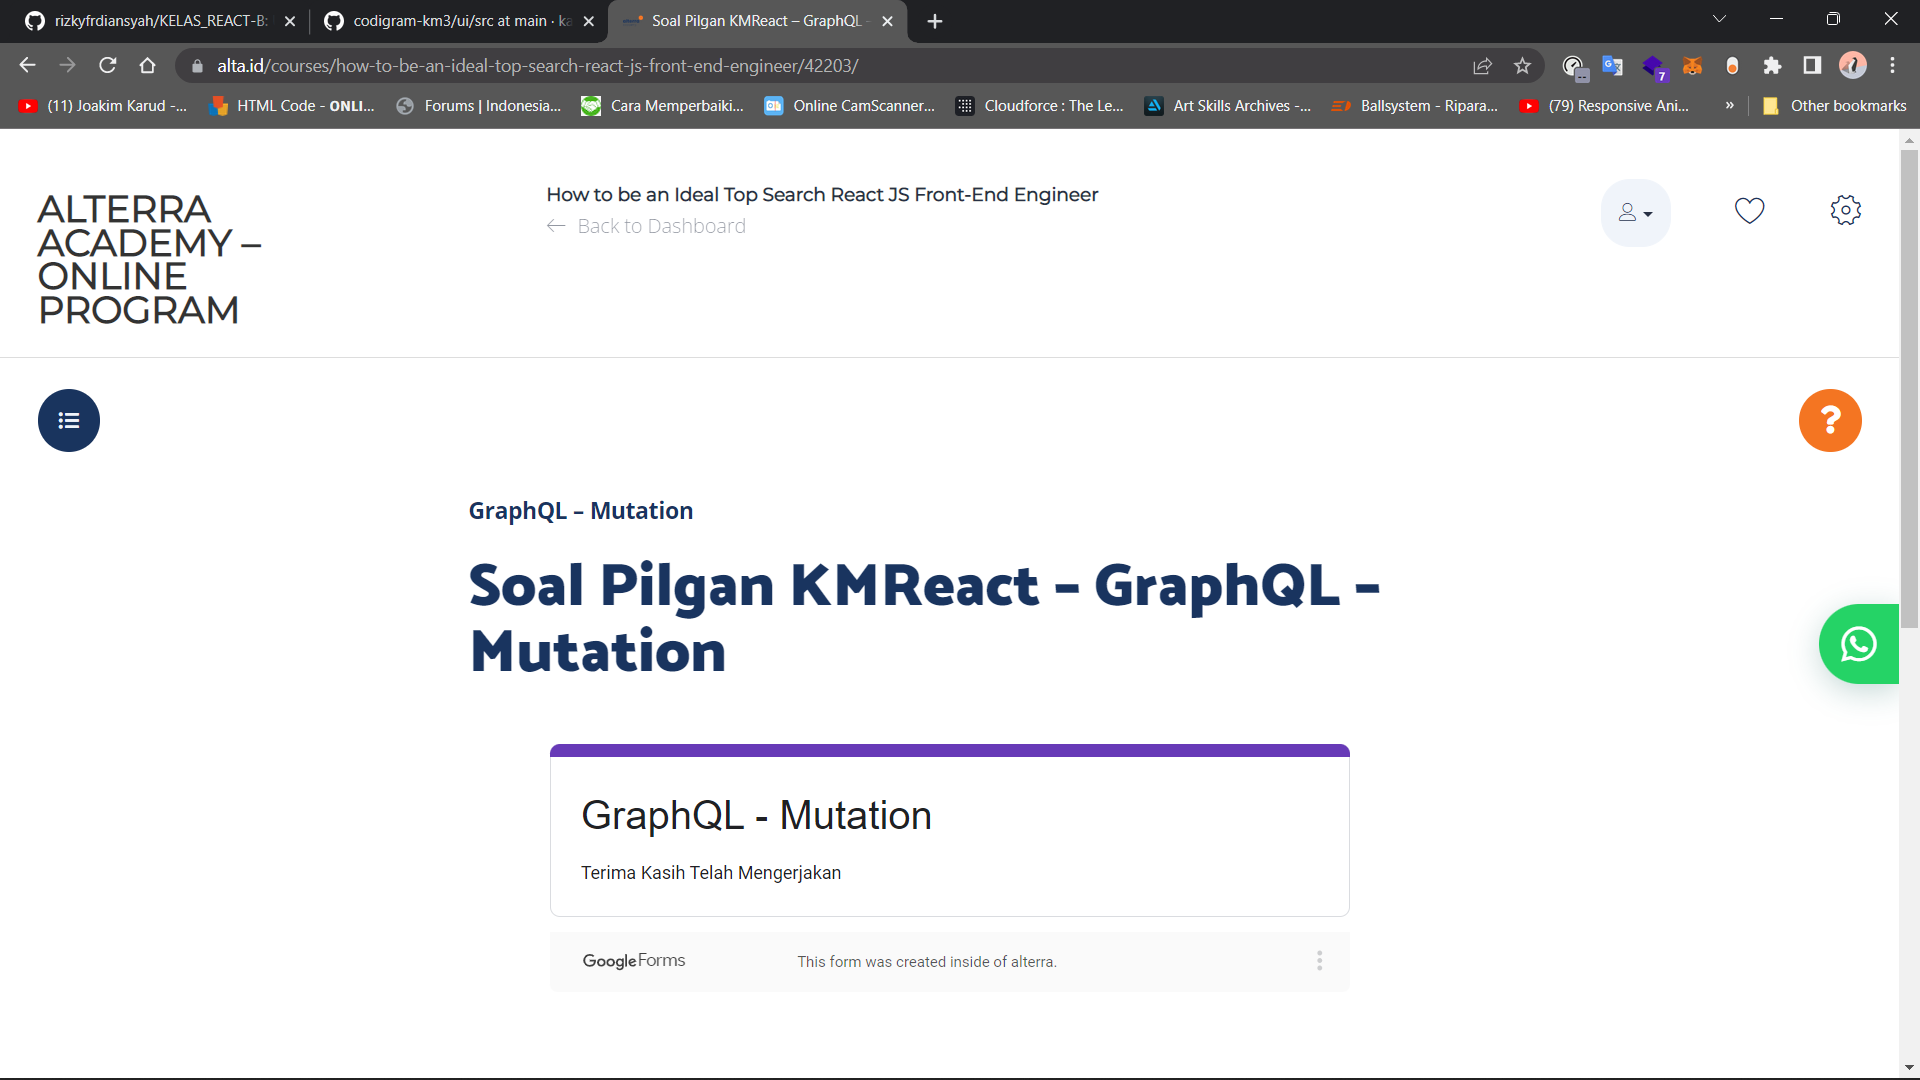 rizkyfrdiansyah/KELAS_REACT-B:
codigram-km3/ui/src at main · ka
Soal Pilgan KMReact – GraphQL -
alta.id/courses/how-to-be-an-ideal-top-search-react-js-front-end-engineer/42203/
7
(11) Joakim Karud -...
HTML Code - ONLI...
Forums | Indonesia...
Cara Memperbaiki...
Online CamScanner...
Cloudforce : The Le...
Art Skills Archives -...
Ballsystem - Ripara...
(79) Responsive Ani...
»
Other bookmarks
ALTERRA
ACADEMY –
ONLINE
PROGRAM
How to be an Ideal Top Search React JS Front-End Engineer
← Back to Dashboard
?
GraphQL – Mutation
Soal Pilgan KMReact – GraphQL –
Mutation
GraphQL - Mutation
Terima Kasih Telah Mengerjakan
Google Forms
This form was created inside of alterra.